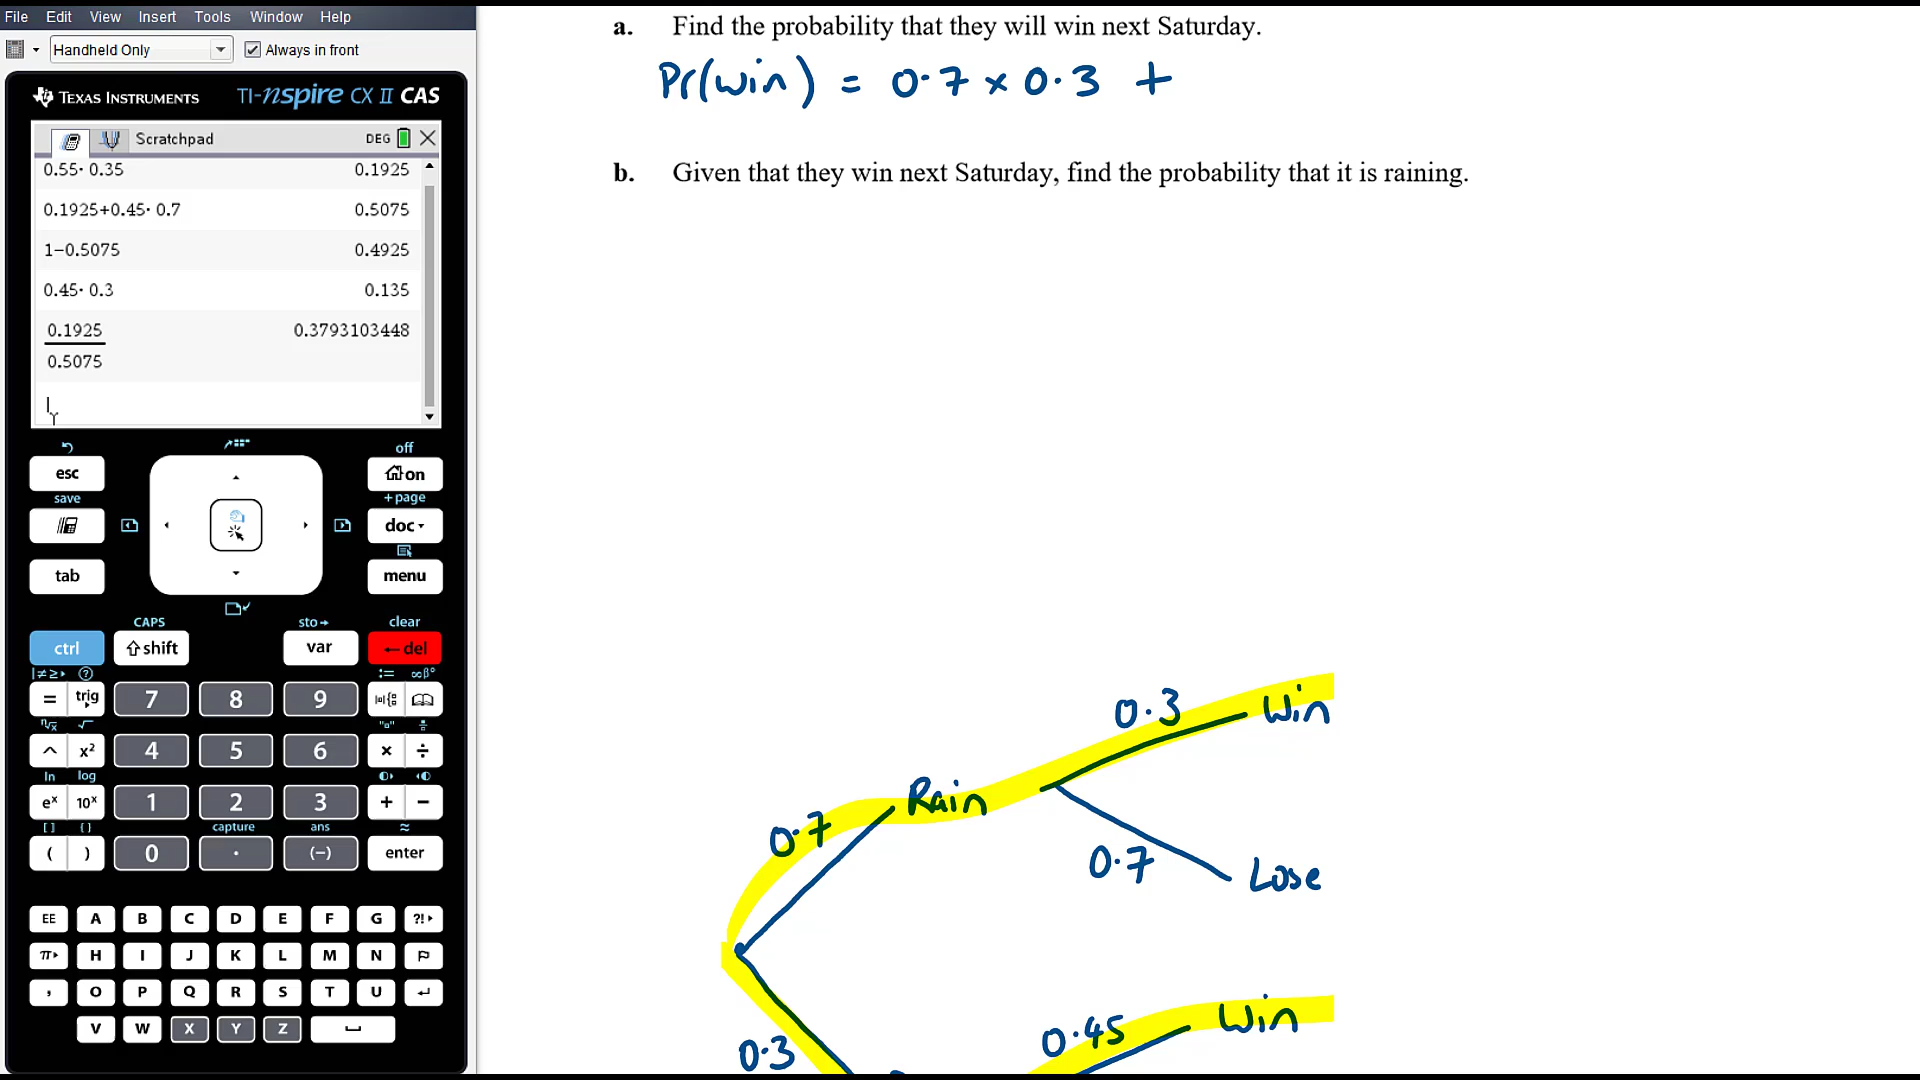 File Edit View Insert Tools Window Help
Handheld Only Always in front
TEXAS INSTRUMENTS TI-nspire CX II CAS
Scratchpad DEG
0.55· 0.35 0.1925
0.1925+0.45· 0.7 0.5075
1−0.5075 0.4925
0.45· 0.3 0.135
0.1925 0.3793103448
0.5075
off
esc on
save + page
doc
tab menu
CAPS sto→ clear
ctrl shift var ←del
= trig 7 8 9
^ x² 4 5 6 × ÷
ln log
eˣ 10ˣ 1 2 3 + −
[ ] { } capture ans ≈
( ) 0 . (−) enter
EE A B C D E F G ?!
π H I J K L M N
, O P Q R S T U
V W X Y Z
a. Find the probability that they will win next Saturday.
Pr(win) = 0.7 × 0.3 +
b. Given that they win next Saturday, find the probability that it is raining.
0.3 Win
0.7 Rain
0.7 Lose
0.45 Win
0.3